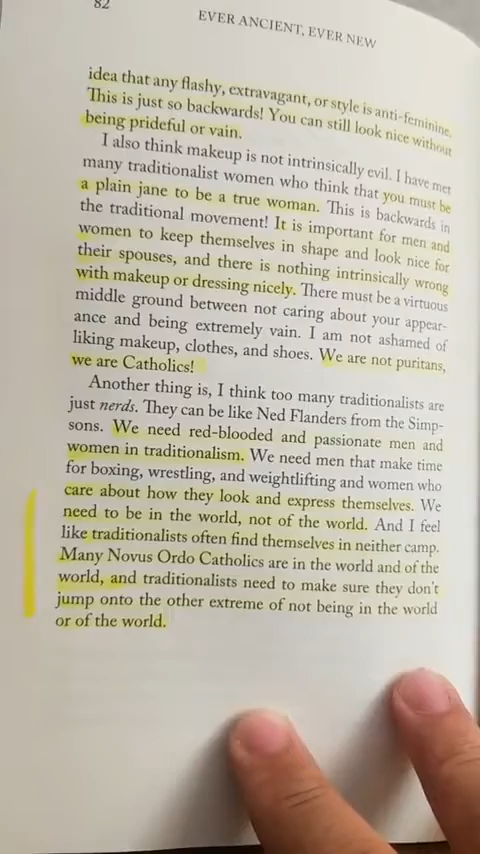 82
EVER ANCIENT, EVER NEW
idea that any flashy, extravagant, or style is anti-feminine.
This is just so backwards! You can still look nice without
being prideful or vain.
I also think makeup is not intrinsically evil. I have met
many traditionalist women who think that you must be
a plain jane to be a true woman. This is backwards in
the traditional movement! It is important for men and
women to keep themselves in shape and look nice for
their spouses, and there is nothing intrinsically wrong
with makeup or dressing nicely. There must be a virtuous
middle ground between not caring about your appear-
ance and being extremely vain. I am not ashamed of
liking makeup, clothes, and shoes. We are not puritans,
we are Catholics!
Another thing is, I think too many traditionalists are
just nerds. They can be like Ned Flanders from the Simp-
sons. We need red-blooded and passionate men and
women in traditionalism. We need men that make time
for boxing, wrestling, and weightlifting and women who
care about how they look and express themselves. We
need to be in the world, not of the world. And I feel
like traditionalists often find themselves in neither camp.
Many Novus Ordo Catholics are in the world and of the
world, and traditionalists need to make sure they don't
jump onto the other extreme of not being in the world
or of the world.